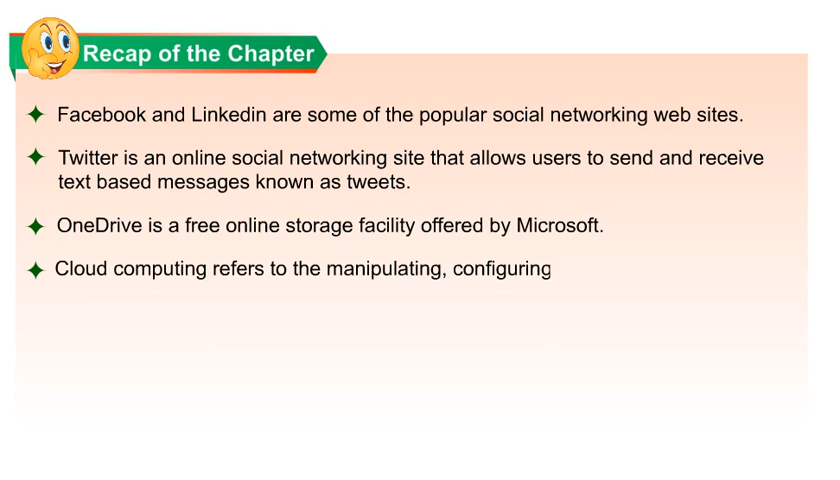 Recap of the Chapter
Facebook and Linkedin are some of the popular social networking web sites.
Twitter is an online social networking site that allows users to send and receive
text based messages known as tweets.
OneDrive is a free online storage facility offered by Microsoft.
Cloud computing refers to the manipulating, configuring